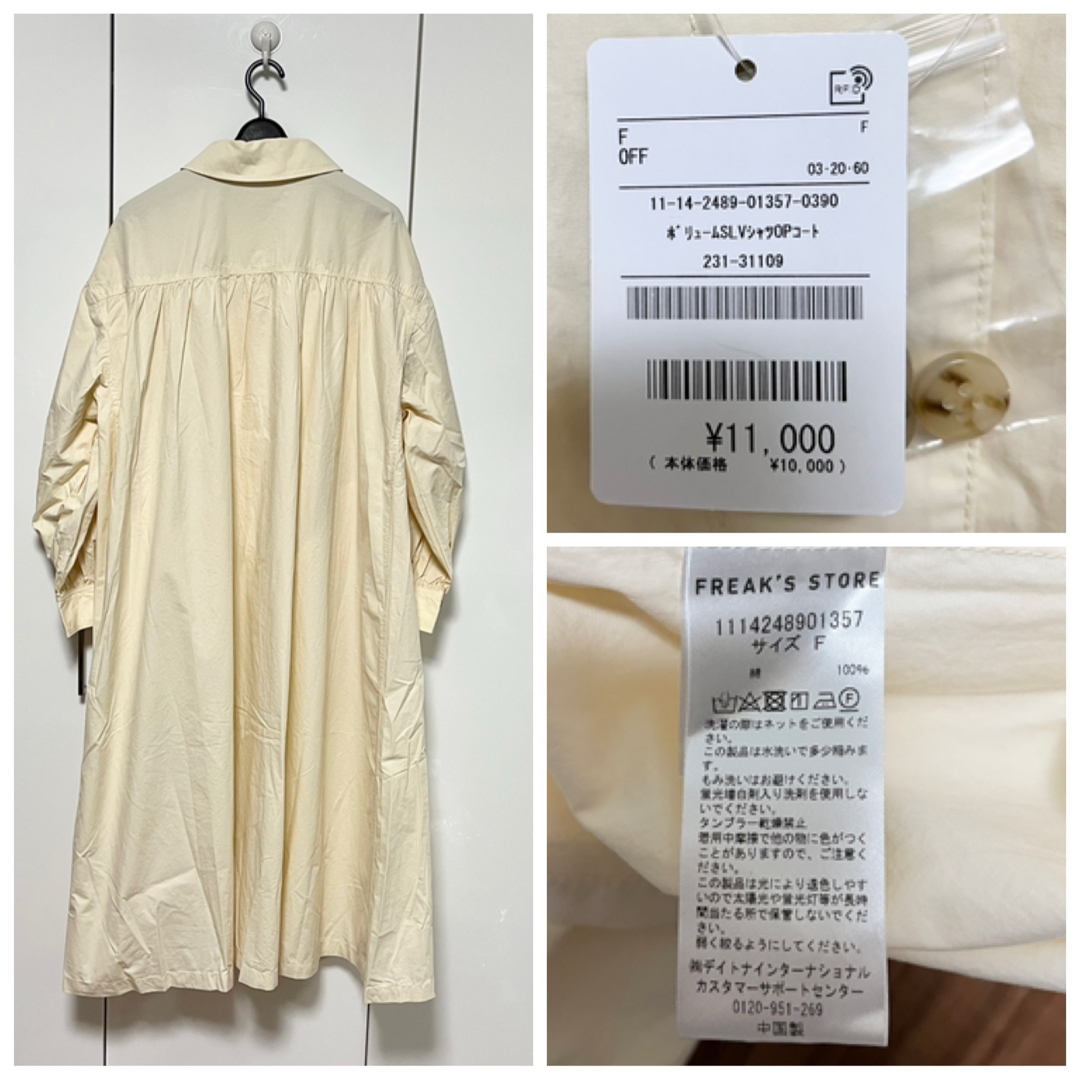 RFID
F
F
OFF
03-20-60
11-14-2489-01357-0390
ﾎﾞﾘｭｰﾑSLVｼｬﾂOPｺｰﾄ
231-31109
¥11,000
( 本体価格 ¥10,000 )
FREAK'S STORE
1114248901357
サイズ F
綿 100%
F
洗濯の際はネットをご使用くだ
さい。
この製品は水洗いで多少縮みま
す。
もみ洗いはお避けください。
蛍光増白剤入り洗剤を使用しな
いでください。
タンブラー乾燥禁止
着用中摩擦で他の物に色がつく
ことがありますので、ご注意く
ださい。
この製品は光により退色しやす
いので太陽光や蛍光灯等が長時
間当たる所で保管しないでくだ
さい。
弱く絞るようにしてください。
㈱デイトナインターナショナル
カスタマーサポートセンター
0120-951-269
中国製